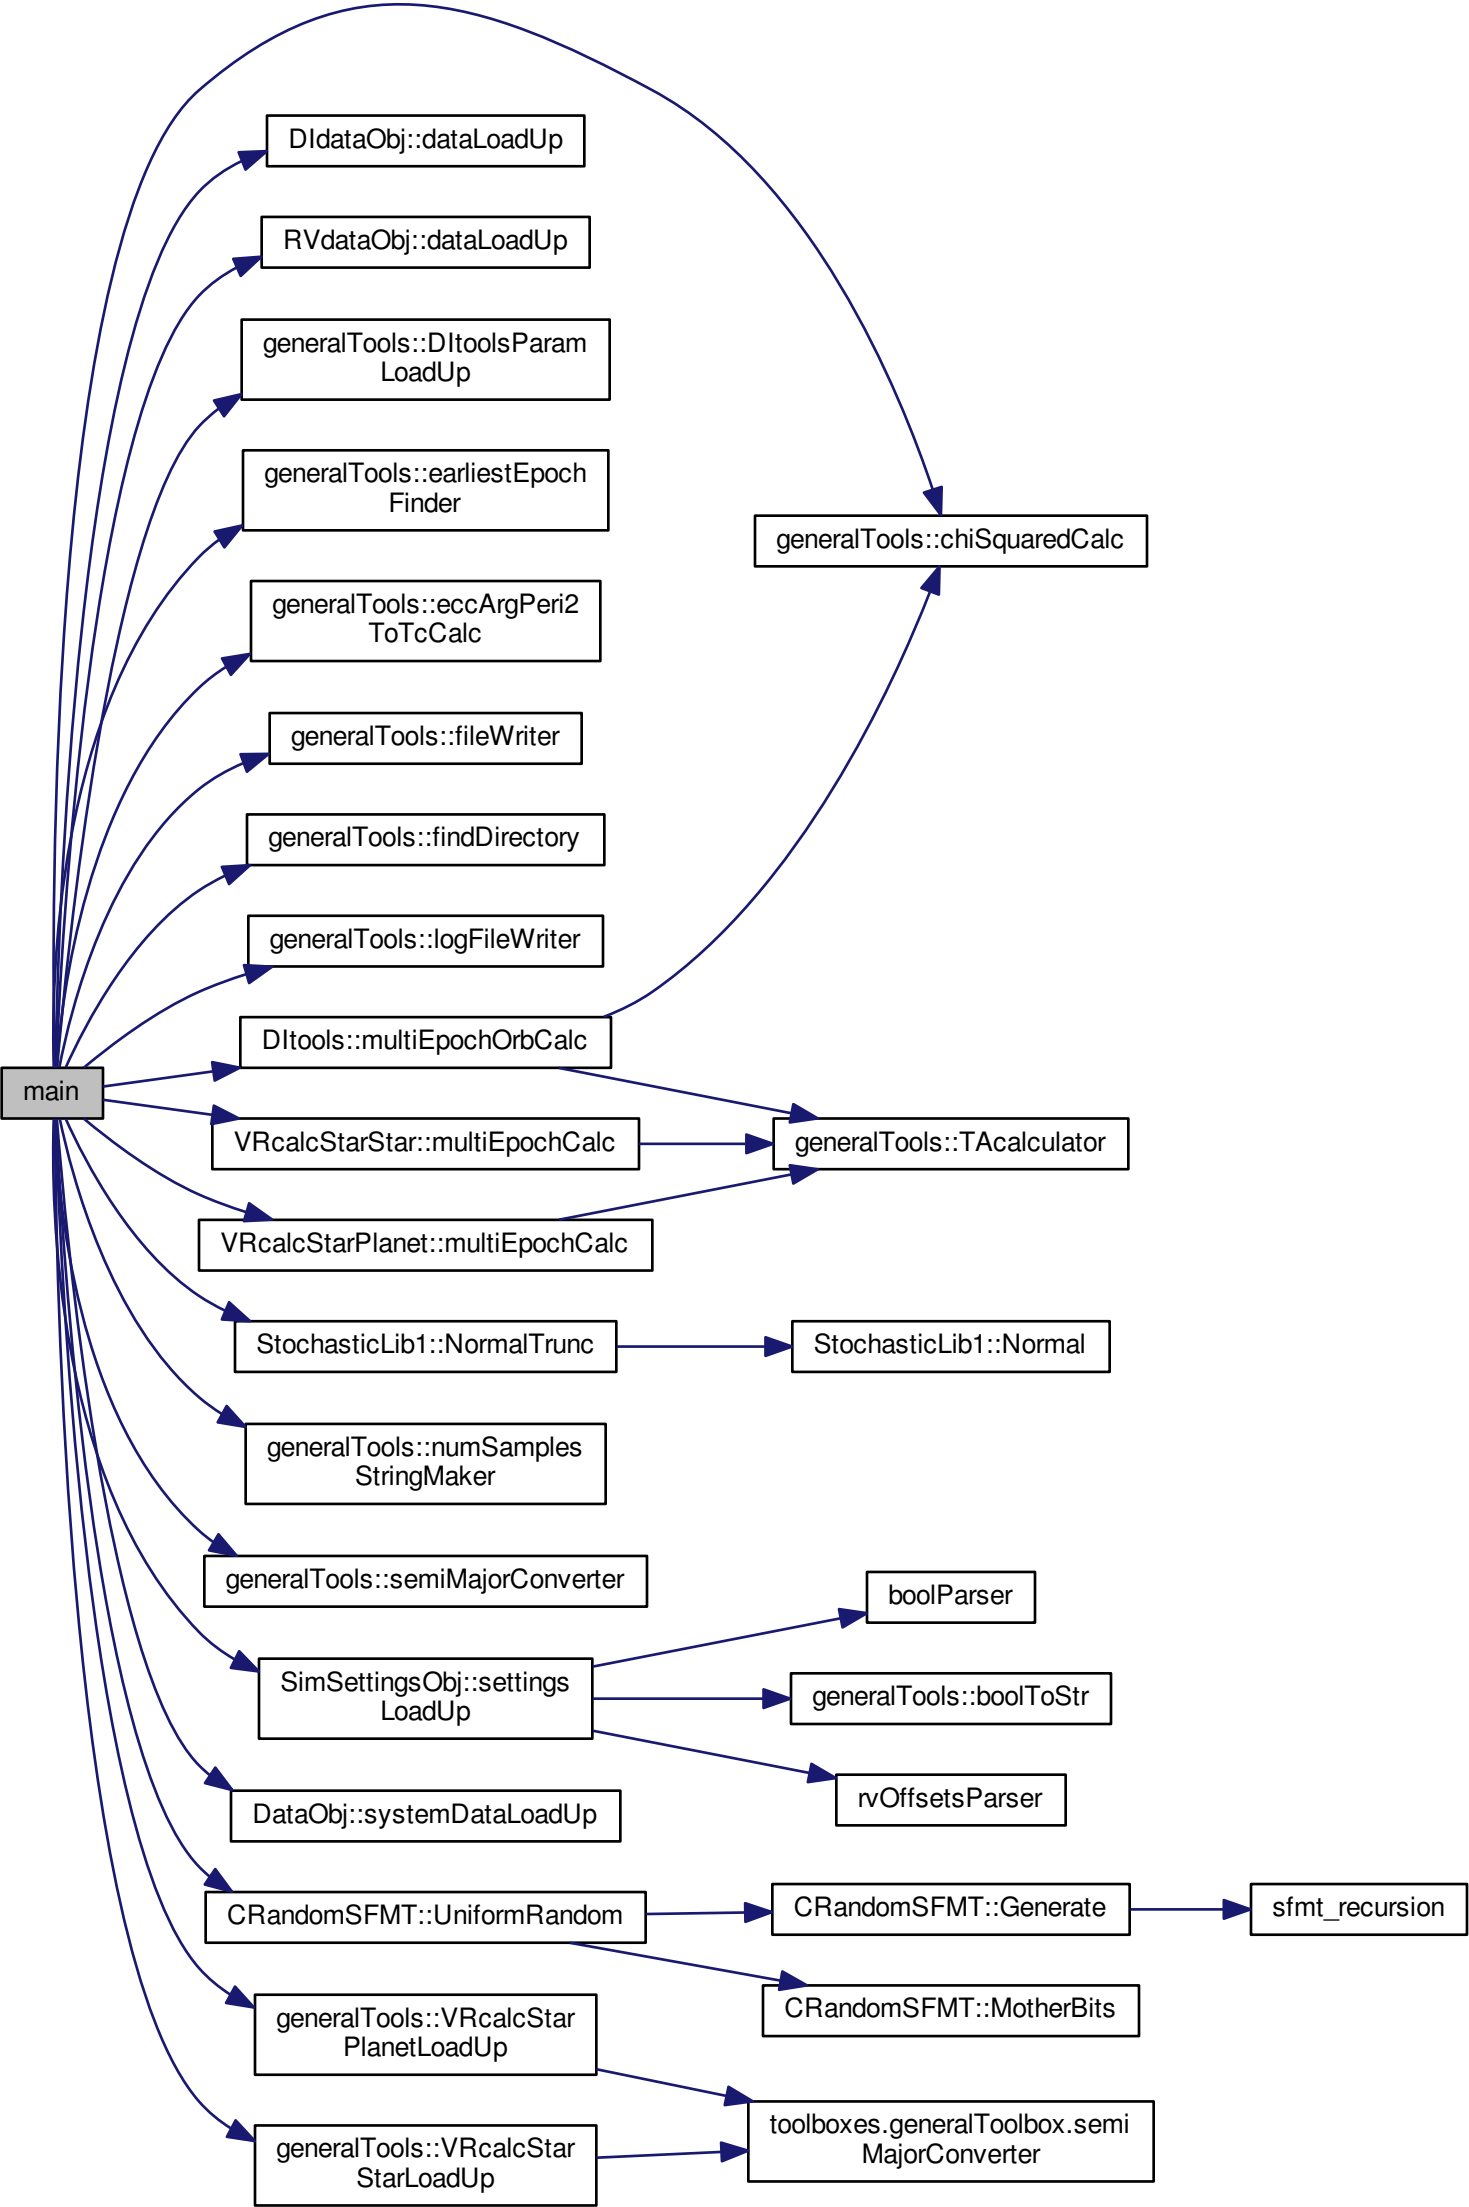 DIdataObj::dataLoadUp
RVdataObj::dataLoadUp
generalTools::DItoolsParam
LoadUp
generalTools::earliestEpoch
Finder
generalTools::chiSquaredCalc
generalTools::eccArgPeri2
ToTcCalc
generalTools::fileWriter
generalTools::findDirectory
generalTools::logFileWriter
DItools::multiEpochOrbCalc
main
VRcalcStarStar::multiEpochCalc
generalTools::TAcalculator
VRcalcStarPlanet::multiEpochCalc
StochasticLib1::NormalTrunc
StochasticLib1::Normal
generalTools::numSamples
StringMaker
generalTools::semiMajorConverter
boolParser
SimSettingsObj::settings
LoadUp
generalTools::boolToStr
rvOffsetsParser
DataObj::systemDataLoadUp
CRandomSFMT::UniformRandom
CRandomSFMT::Generate
sfmt_recursion
CRandomSFMT::MotherBits
generalTools::VRcalcStar
PlanetLoadUp
toolboxes.generalToolbox.semi
MajorConverter
generalTools::VRcalcStar
StarLoadUp